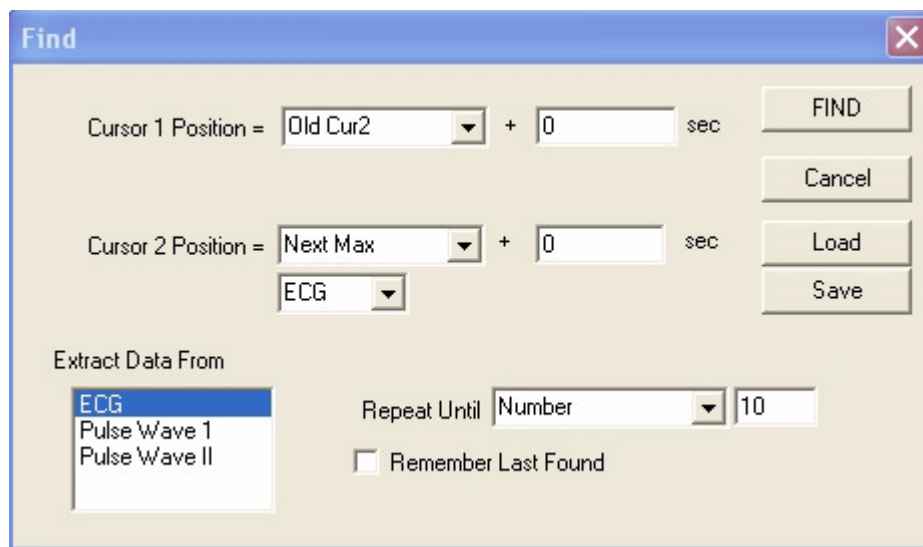 Find
Cursor 1 Position = Old Cur2 + 0 sec
FIND
Cancel
Cursor 2 Position = Next Max + 0 sec
Load
ECG
Save
Extract Data From
ECG
Pulse Wave 1
Pulse Wave II
Repeat Until Number 10
Remember Last Found